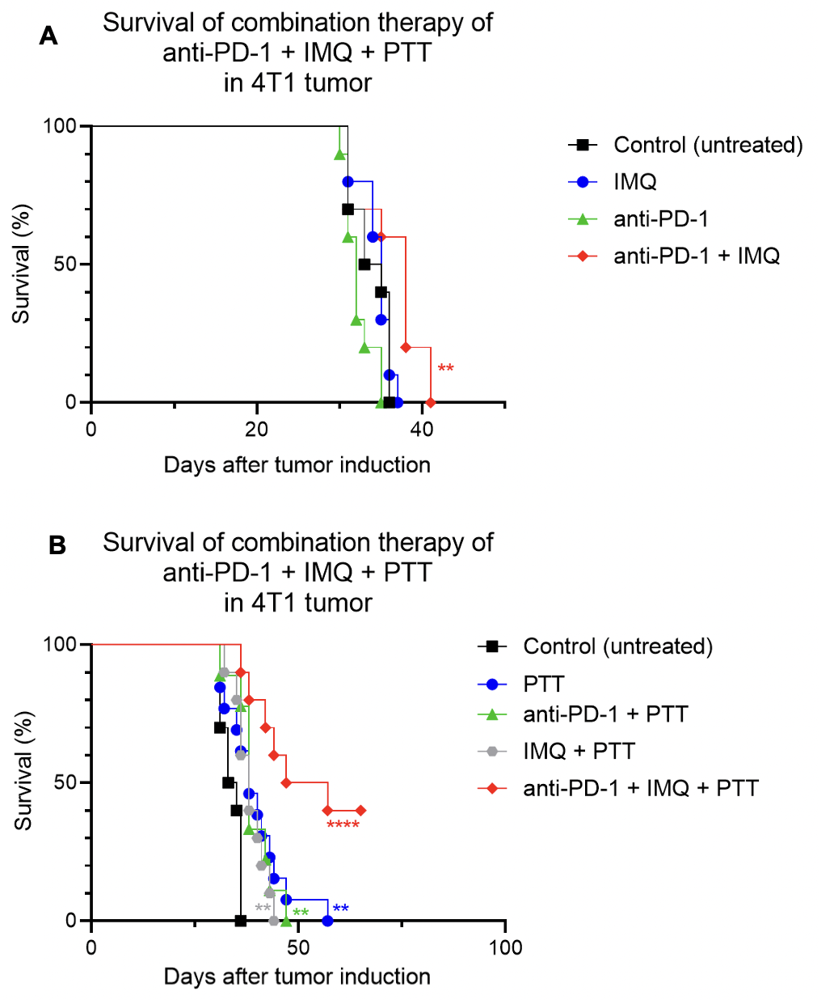 A
Survival of combination therapy of
anti-PD-1 + IMQ + PTT
in 4T1 tumor
100
50
0
Survival (%)
0 20 40
Days after tumor induction
**
Control (untreated)
IMQ
anti-PD-1
anti-PD-1 + IMQ
B
Survival of combination therapy of
anti-PD-1 + IMQ + PTT
in 4T1 tumor
100
50
0
Survival (%)
0 50 100
Days after tumor induction
****
** ** **
Control (untreated)
PTT
anti-PD-1 + PTT
IMQ + PTT
anti-PD-1 + IMQ + PTT